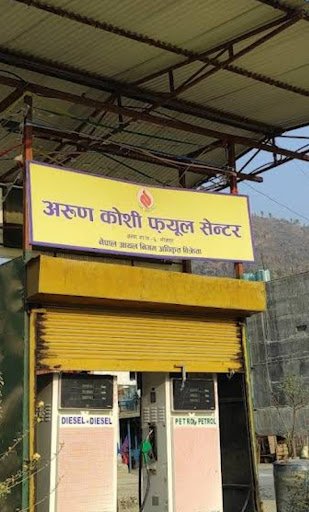 अरुण कोशी फ्यूल सेन्टर
नेपाल आयल निगम अधिकृत बिक्रेता
DIESEL - DIESEL
PETROL - PETROL